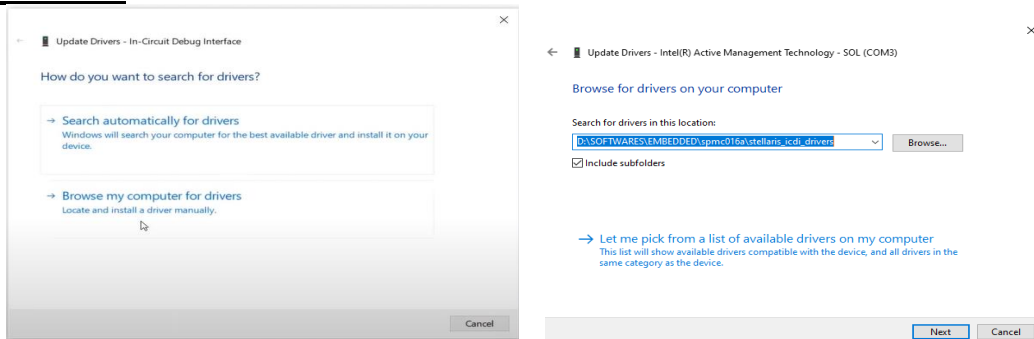 Update Drivers - In-Circuit Debug Interface
How do you want to search for drivers?
Search automatically for drivers
Windows will search your computer for the best available driver and install it on your
device.
Browse my computer for drivers
Locate and install a driver manually.
Cancel
Update Drivers - Intel(R) Active Management Technology - SOL (COM3)
Browse for drivers on your computer
Search for drivers in this location:
D:\SOFTWARES\EMBEDDED\spmc016a\stellaris_icdi_drivers
Browse...
Include subfolders
Let me pick from a list of available drivers on my computer
This list will show available drivers compatible with the device, and all drivers in the
same category as the device.
Next
Cancel